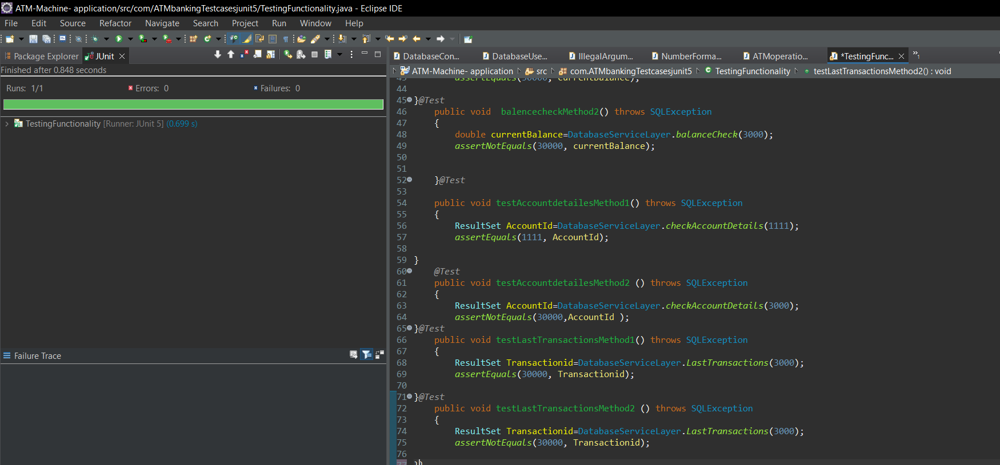 ATM-Machine- application/src/com/ATMbankingTestcasesjunit5/TestingFunctionality.java - Eclipse IDE
File Edit Source Refactor Navigate Search Project Run Window Help
Package Explorer JUnit
Finished after 0.848 seconds
Runs: 1/1 Errors: 0 Failures: 0
TestingFunctionality [Runner: JUnit 5] (0.699 s)
Failure Trace
DatabaseCon... DatabaseUse... IllegalArgum... NumberForma... ATMoperatio... *TestingFunc... »1
ATM-Machine- application src com.ATMbankingTestcasesjunit5 TestingFunctionality testLastTransactionsMethod2() : void
43 assertEquals(30000, currentBalance);
44
45 }@Test
46 public void balencecheckMethod2() throws SQLException
47 {
48 double currentBalance=DatabaseServiceLayer.balanceCheck(3000);
49 assertNotEquals(30000, currentBalance);
50
51
52 }@Test
53
54 public void testAccountdetailesMethod1() throws SQLException
55 {
56 ResultSet AccountId=DatabaseServiceLayer.checkAccountDetails(1111);
57 assertEquals(1111, AccountId);
58
59 }
60 @Test
61 public void testAccountdetailesMethod2 () throws SQLException
62 {
63 ResultSet AccountId=DatabaseServiceLayer.checkAccountDetails(3000);
64 assertNotEquals(30000,AccountId );
65 }@Test
66 public void testLastTransactionsMethod1() throws SQLException
67 {
68 ResultSet Transactionid=DatabaseServiceLayer.LastTransactions(3000);
69 assertEquals(30000, Transactionid);
70
71 }@Test
72 public void testLastTransactionsMethod2 () throws SQLException
73 {
74 ResultSet Transactionid=DatabaseServiceLayer.LastTransactions(3000);
75 assertNotEquals(30000, Transactionid);
76
77